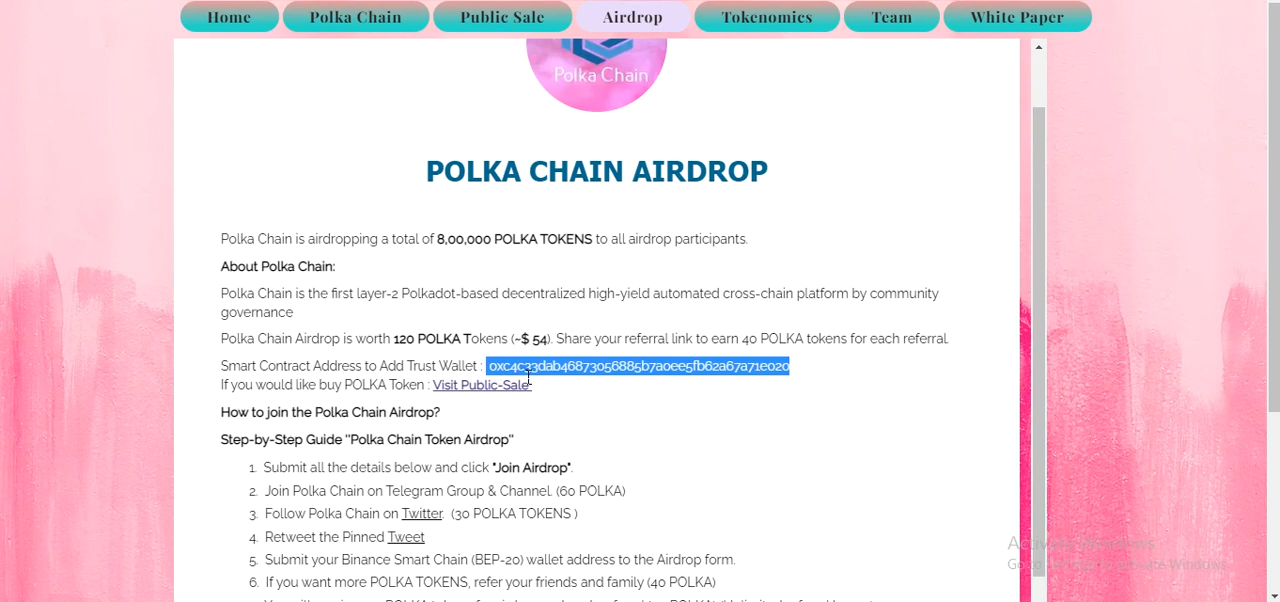 Home
Polka Chain
Public Sale
Airdrop
Tokenomics
Team
White Paper
Polka Chain
POLKA CHAIN AIRDROP
Polka Chain is airdropping a total of 8,00,000 POLKA TOKENS to all airdrop participants.
About Polka Chain:
Polka Chain is the first layer-2 Polkadot-based decentralized high-yield automated cross-chain platform by community
governance
Polka Chain Airdrop is worth 120 POLKA Tokens (~$ 54). Share your referral link to earn 40 POLKA tokens for each referral.
Smart Contract Address to Add Trust Wallet : 0xc4c33dab46873056885b7a0ee5fb62a67a71e020
If you would like buy POLKA Token : Visit Public-Sale
How to join the Polka Chain Airdrop?
Step-by-Step Guide "Polka Chain Token Airdrop"
1. Submit all the details below and click "Join Airdrop".
2. Join Polka Chain on Telegram Group & Channel. (60 POLKA)
3. Follow Polka Chain on Twitter. (30 POLKA TOKENS )
4. Retweet the Pinned Tweet
5. Submit your Binance Smart Chain (BEP-20) wallet address to the Airdrop form.
6. If you want more POLKA TOKENS, refer your friends and family (40 POLKA)
Activate Windows